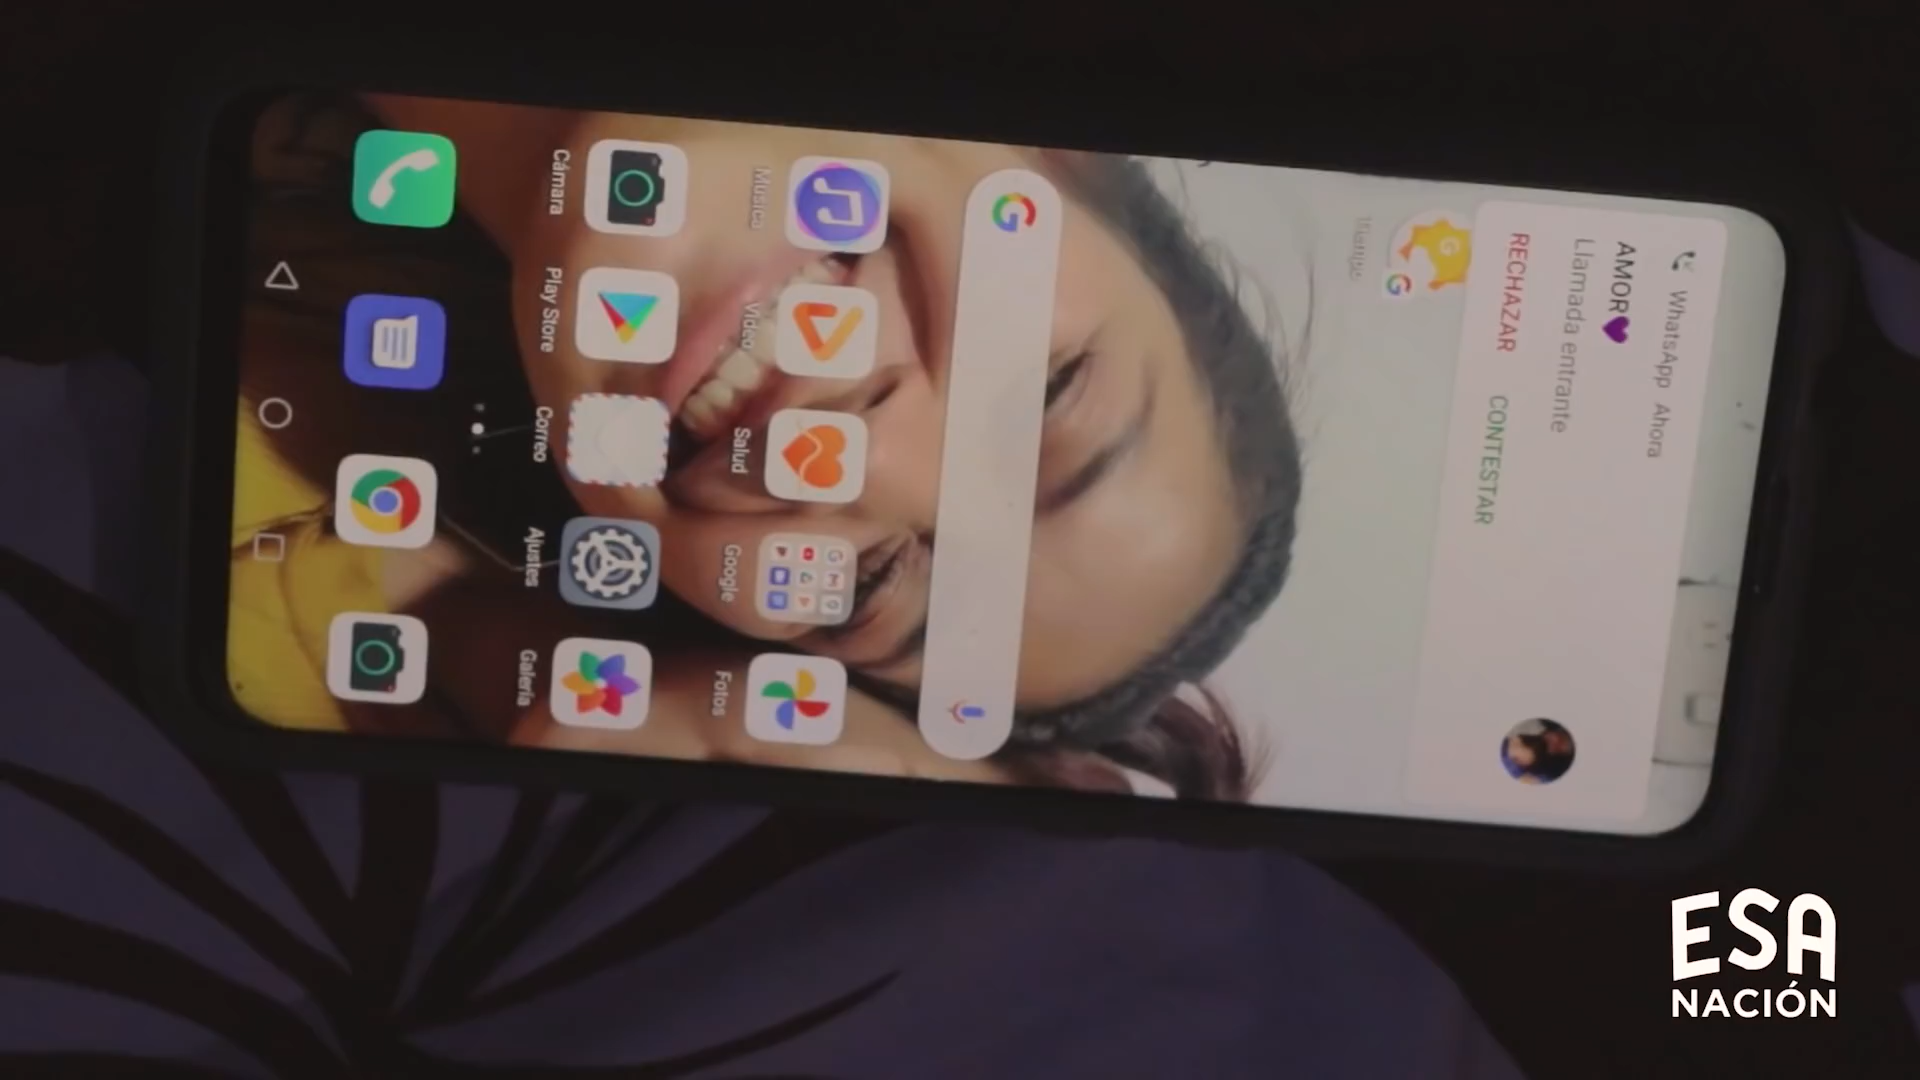 WhatsApp Ahora
AMOR💜
Llamada entrante
RECHAZAR CONTESTAR
Música
Video
Salud
Google
Fotos
Cámara
Play Store
Correo
Ajustes
Galería
ESA
NACIÓN